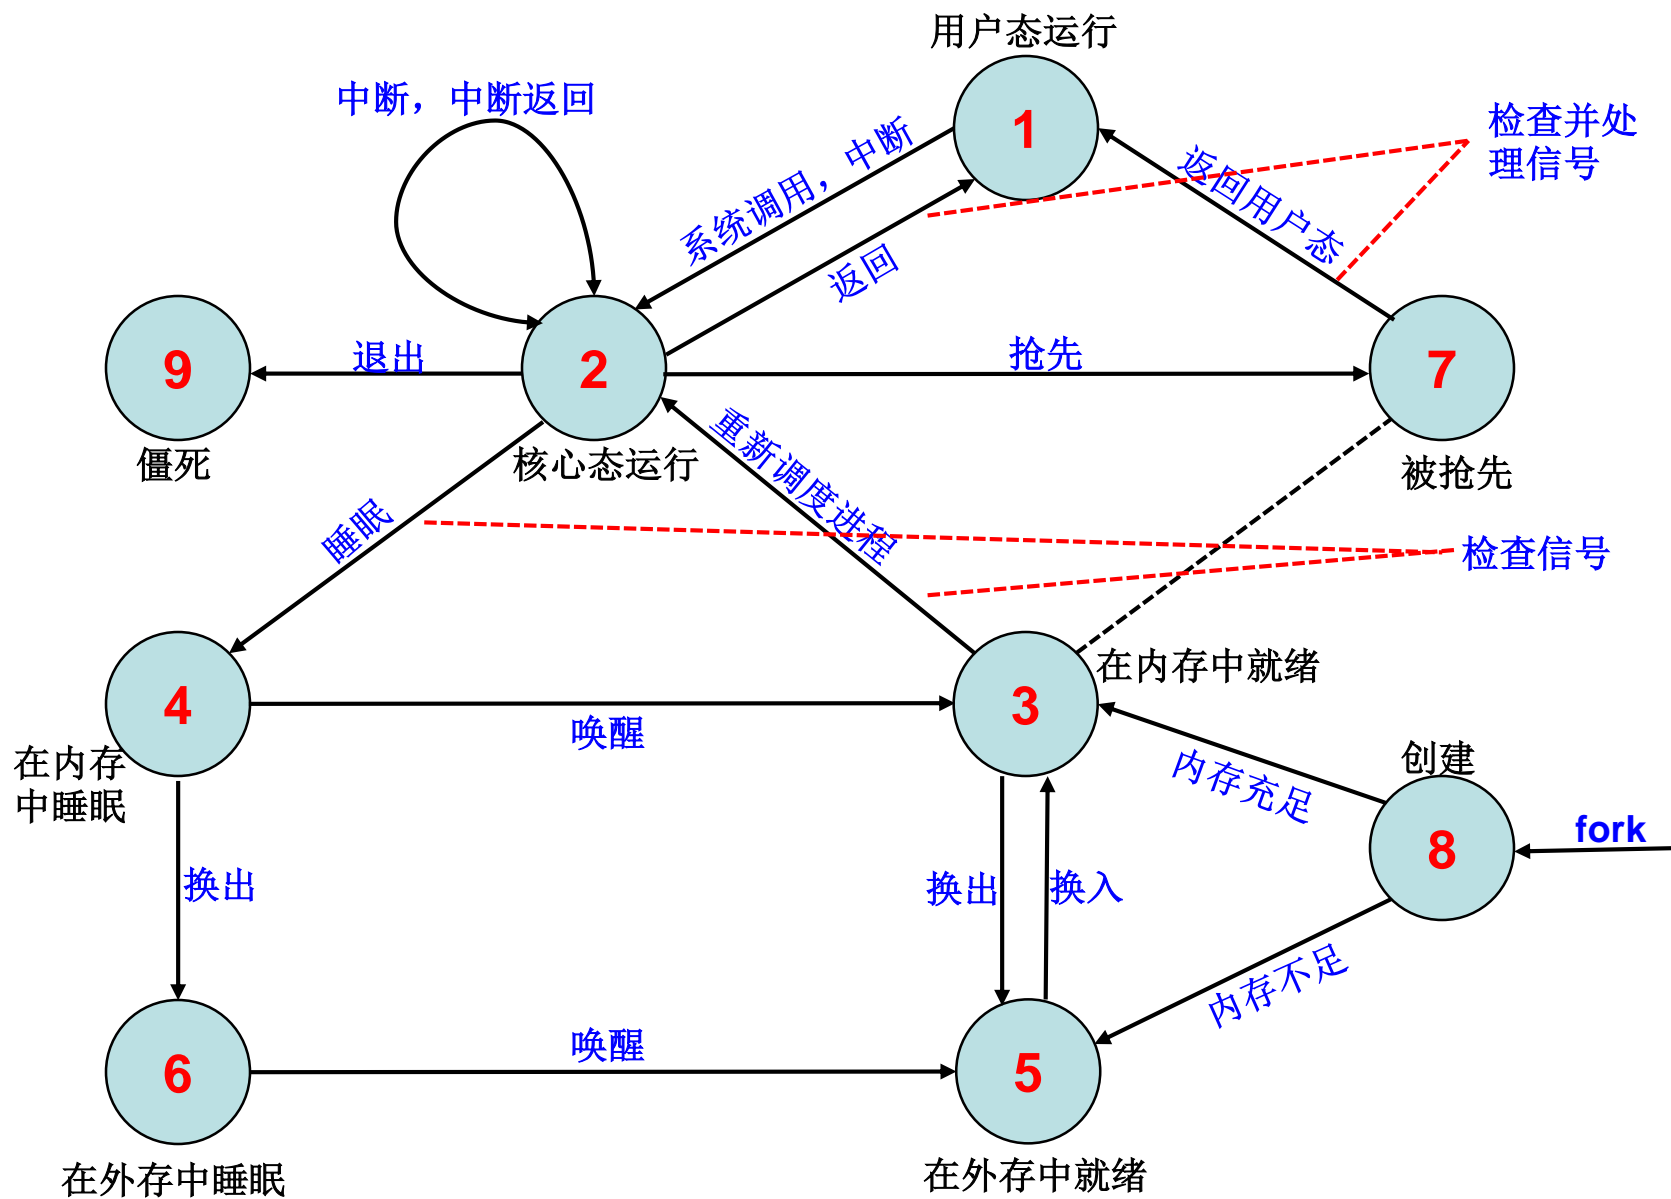 用户态运行
中断，中断返回
1
检查并处
理信号
系统调用，中断
返回用户态
返回
9
退出
2
抢先
7
僵死
核心态运行
重新调度进程
被抢先
睡眠
检查信号
4
3
在内存中就绪
唤醒
在内存
中睡眠
创建
内存充足
8
fork
换出
换出
换入
内存不足
6
唤醒
5
在外存中睡眠
在外存中就绪